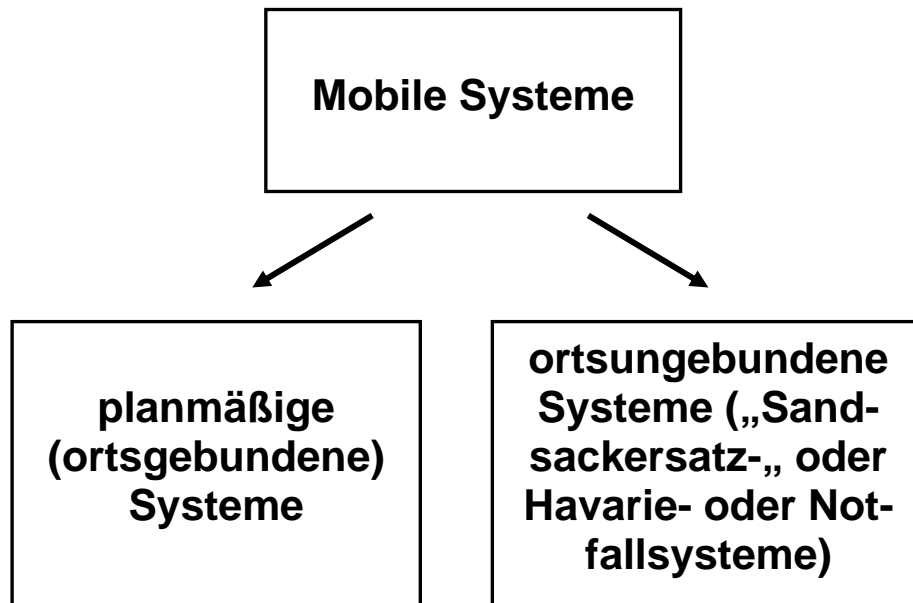 Mobile Systeme
planmäßige
(ortsgebundene)
Systeme
ortsungebundene
Systeme („Sand-
sackersatz-„ oder
Havarie- oder Not-
fallsysteme)